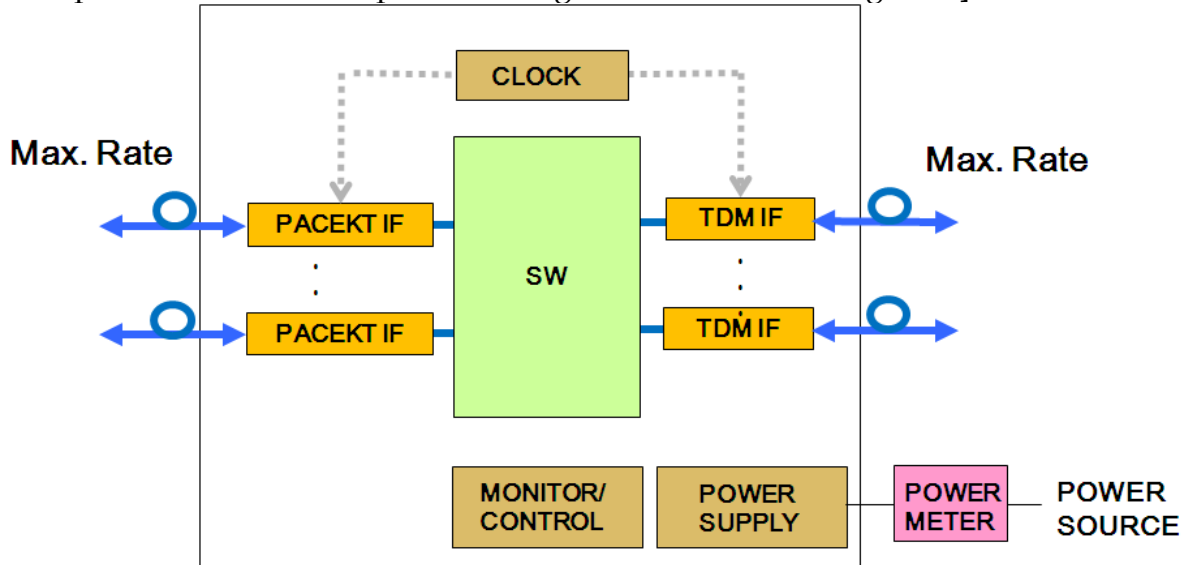 CLOCK
Max. Rate
Max. Rate
PACEKT IF
TDM IF
SW
PACEKT IF
TDM IF
MONITOR/
CONTROL
POWER
SUPPLY
POWER
METER
POWER
SOURCE